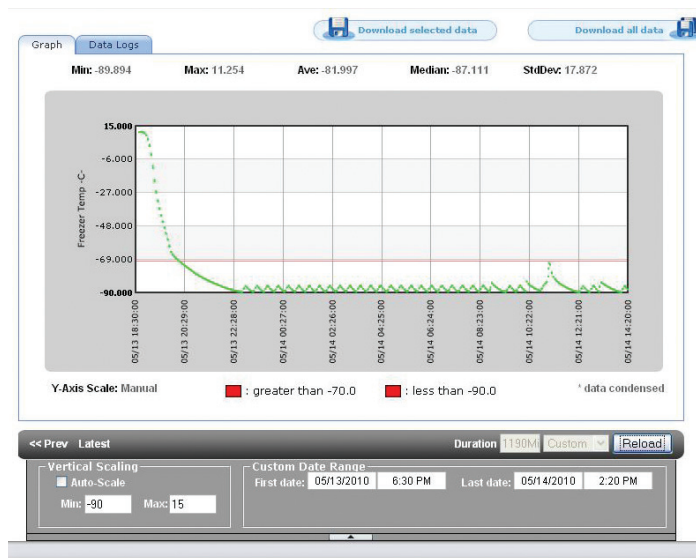 Download selected data Download all data
Graph Data Logs
Min: -89.894 Max: 11.254 Ave: -81.997 Median: -87.111 StdDev: 17.872
15.000
-6.000
-27.000
-48.000
-69.000
-90.000
Freezer Temp -C-
05/13 18:30:00
05/13 20:29:00
05/13 22:28:00
05/14 00:27:00
05/14 02:26:00
05/14 04:25:00
05/14 06:24:00
05/14 08:23:00
05/14 10:22:00
05/14 12:21:00
05/14 14:20:00
Y-Axis Scale: Manual : greater than -70.0 : less than -90.0 * data condensed
<< Prev Latest Duration 1190Mi Custom Reload
Vertical Scaling Custom Date Range
Auto-Scale First date: 05/13/2010 6:30 PM Last date: 05/14/2010 2:20 PM
Min: -90 Max: 15